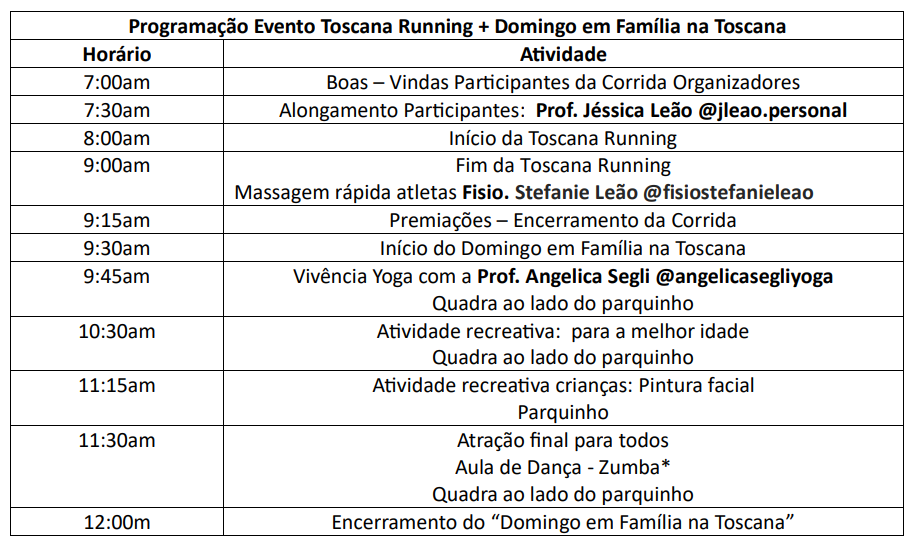 Programação Evento Toscana Running + Domingo em Família na Toscana
Horário Atividade
7:00am Boas – Vindas Participantes da Corrida Organizadores
7:30am Alongamento Participantes: Prof. Jéssica Leão @jleao.personal
8:00am Início da Toscana Running
9:00am Fim da Toscana Running
Massagem rápida atletas Fisio. Stefanie Leão @fisiostefanieleao
9:15am Premiações – Encerramento da Corrida
9:30am Início do Domingo em Família na Toscana
9:45am Vivência Yoga com a Prof. Angelica Segli @angelicasegliyoga
Quadra ao lado do parquinho
10:30am Atividade recreativa: para a melhor idade
Quadra ao lado do parquinho
11:15am Atividade recreativa crianças: Pintura facial
Parquinho
11:30am Atração final para todos
Aula de Dança - Zumba*
Quadra ao lado do parquinho
12:00m Encerramento do “Domingo em Família na Toscana”